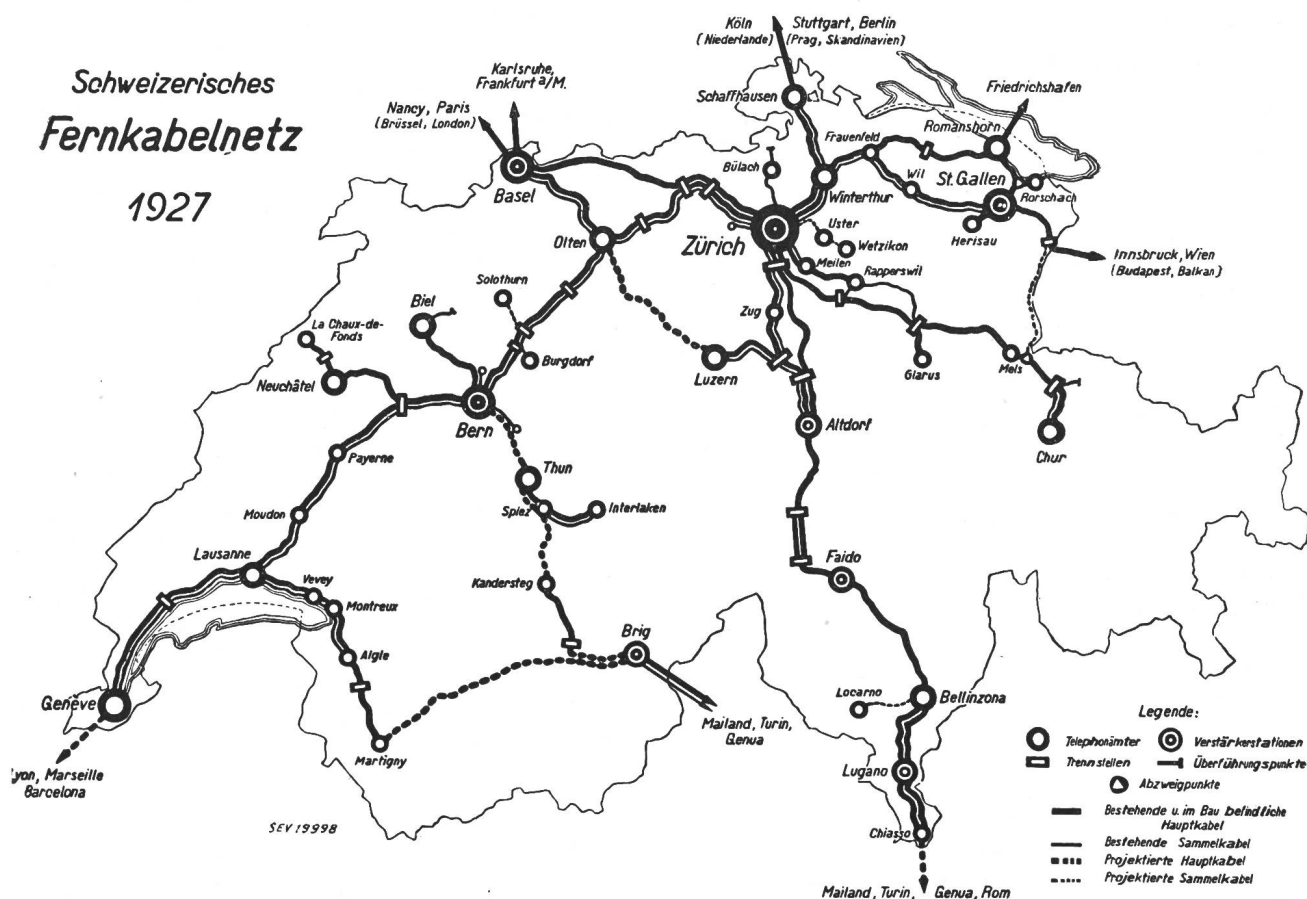 Schweizerisches
Fernkabelnetz
1927
Köln
(Niederlande)
Stuttgart, Berlin
(Prag, Skandinavien)
Karlsruhe,
Frankfurt a/M.
Nancy, Paris
(Brüssel, London)
Schaffhausen
Friedrichshafen
Romanshorn
Frauenfeld
Bülach
Basel
Winterthur
Wil
St. Gallen
Rorschach
Herisau
Innsbruck, Wien
(Budapest, Balkan)
Olten
Zürich
Uster
Wetzikon
Meilen
Rapperswil
Solothurn
Biel
Zug
La Chaux-de-
Fonds
Burgdorf
Neuchâtel
Luzern
Glarus
Mels
Bern
Altdorf
Chur
Payerne
Thun
Moudon
Spiez
Interlaken
Lausanne
Vevey
Montreux
Kandersteg
Faido
Aigle
Brig
Genève
Locarno
Bellinzona
Mailand, Turin,
Genua
Martigny
Lyon, Marseille
Barcelona
Lugano
Chiasso
SEV 19998
Mailand, Turin,
Genua, Rom
Legende:
Telephonämter
Verstärkerstationen
Trennstellen
Überführungspunkte
Abzweigpunkte
Bestehende u. im Bau befindliche
Hauptkabel
Bestehende Sammelkabel
Projektierte Hauptkabel
Projektierte Sammelkabel